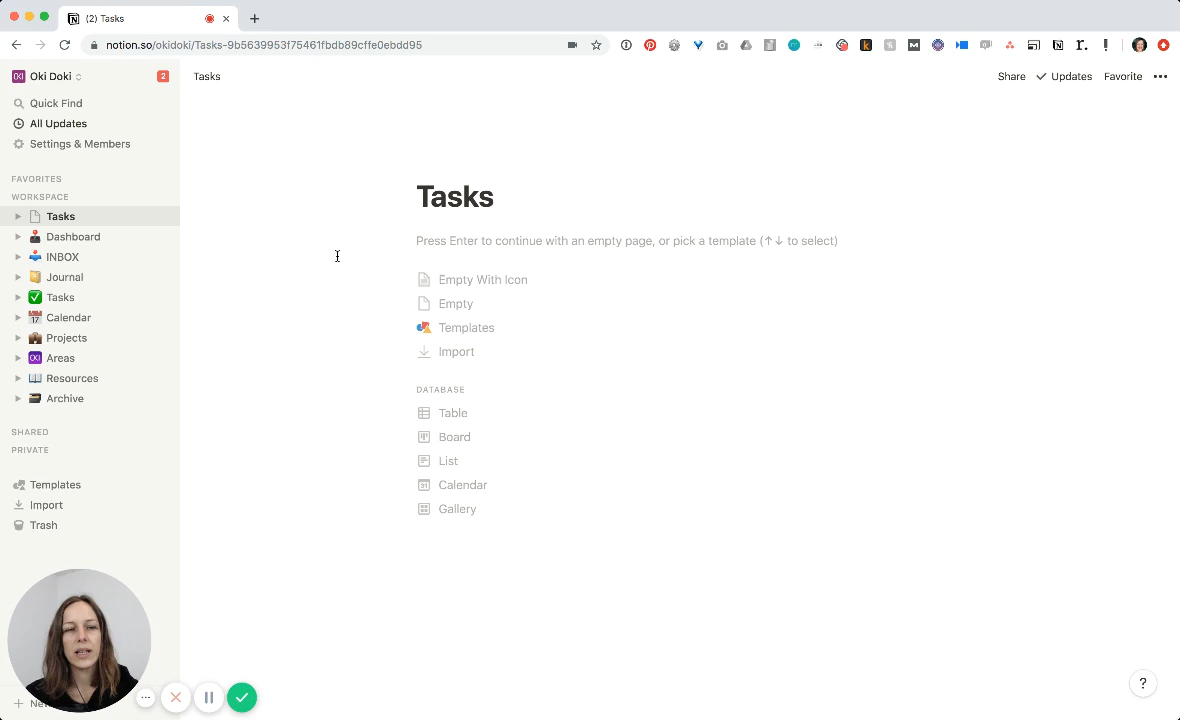 (2) Tasks
notion.so/okidoki/Tasks-9b5639953f75461fbdb89cffe0ebdd95
OKI Oki Doki 2
Tasks
Share Updates Favorite
Quick Find
All Updates
Settings & Members
FAVORITES
WORKSPACE
Tasks
Dashboard
INBOX
Journal
Tasks
Calendar
Projects
OKI Areas
Resources
Archive
SHARED
PRIVATE
Templates
Import
Trash
Tasks
Press Enter to continue with an empty page, or pick a template (↑↓ to select)
Empty With Icon
Empty
Templates
Import
DATABASE
Table
Board
List
31 Calendar
Gallery
?